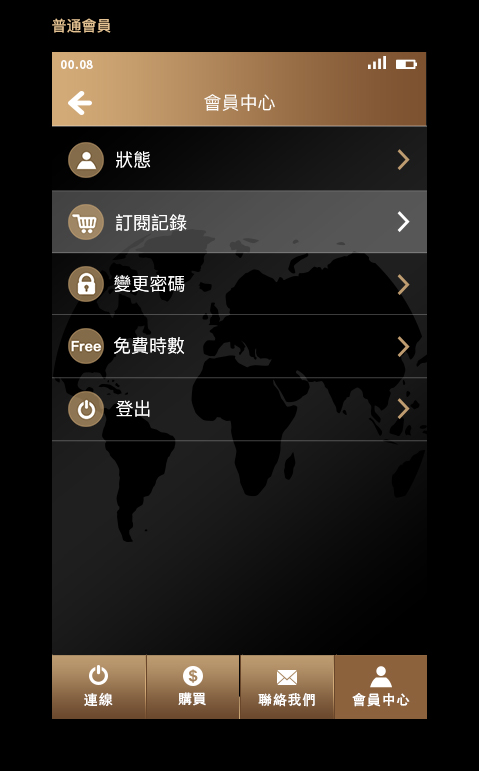 普通會員
00.08
會員中心
狀態
訂閱記錄
變更密碼
Free 免費時數
登出
連線
$ 購買
聯絡我們
會員中心